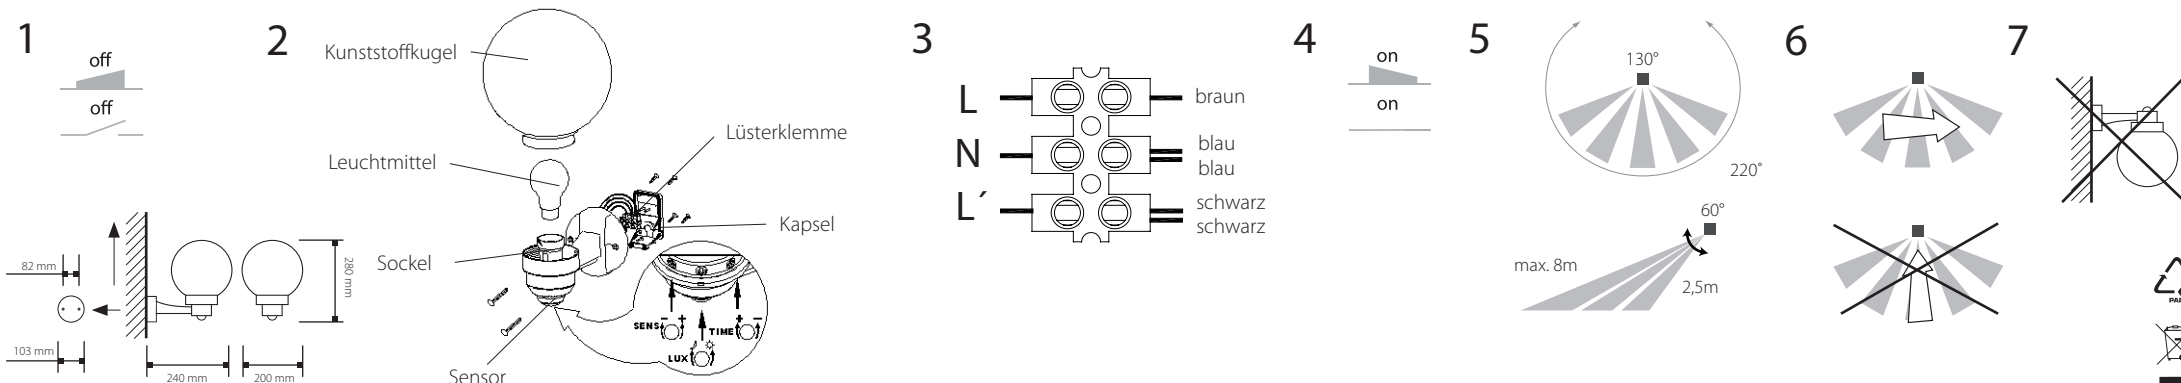 1
off
off
82 mm
103 mm
240 mm
200 mm
280 mm
2
Kunststoffkugel
Leuchtmittel
Lüsterklemme
Kapsel
Sockel
Sensor
SENS - +
LUX
TIME + -
3
L
N
L´
braun
blau
blau
schwarz
schwarz
4
on
on
5
130°
220°
60°
max. 8m
2,5m
6
7